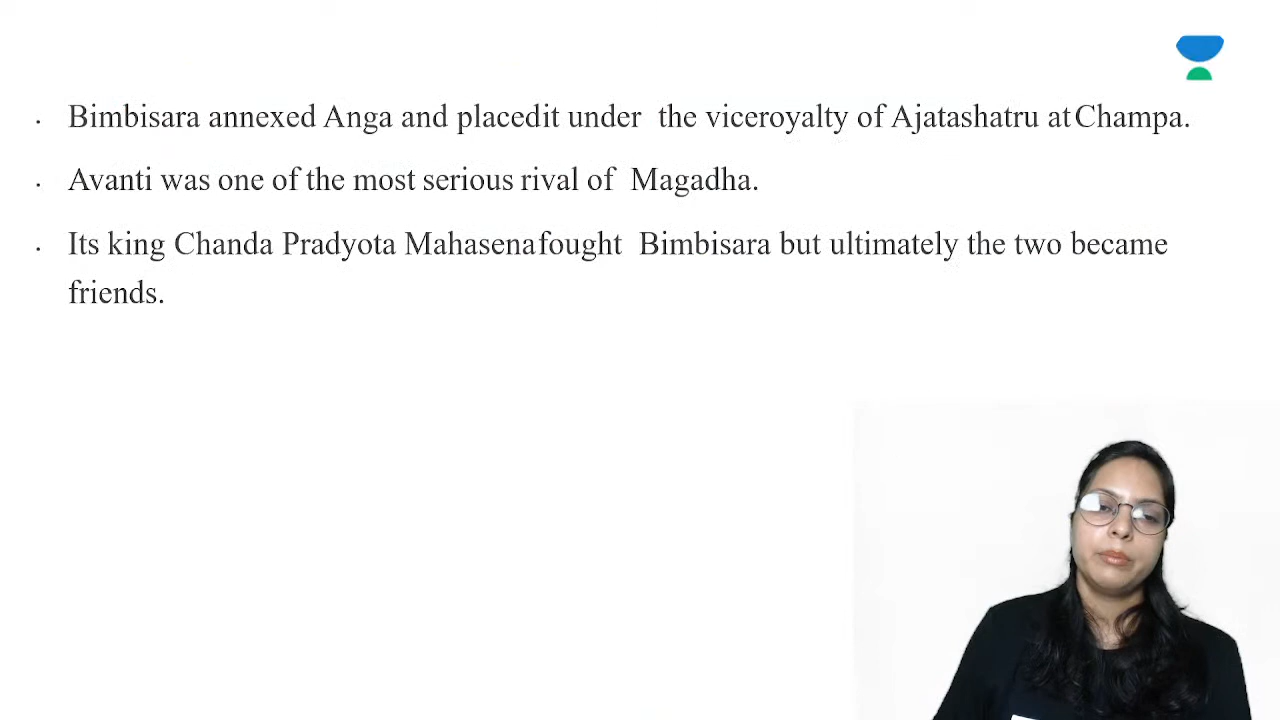 Bimbisara annexed Anga and placedit under the viceroyalty of Ajatashatru at Champa.
Avanti was one of the most serious rival of Magadha.
Its king Chanda Pradyota Mahasenafought Bimbisara but ultimately the two became
friends.